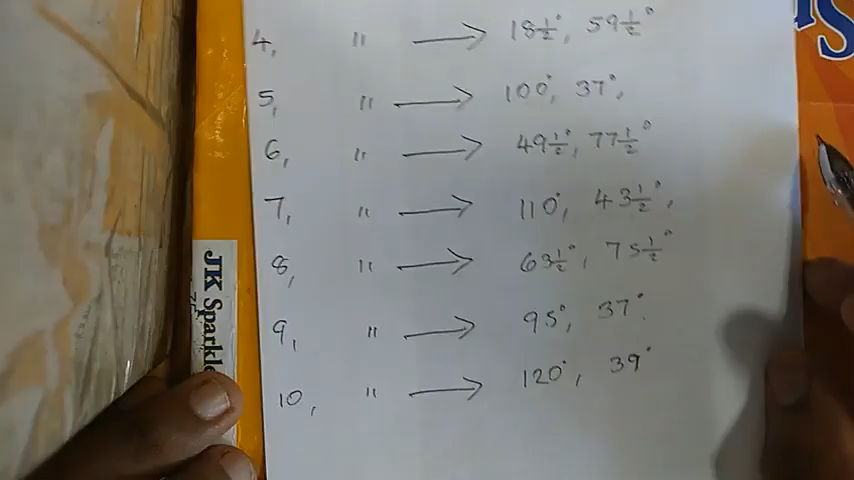 4, " → 18½°, 59½°
5, " → 100°, 37°,
6, " → 49½°, 77½°
7, " → 110°, 43½°,
8, " → 63½°, 75½°
9, " → 95°, 37°.
10, " → 120°, 39°
JK Sparkle